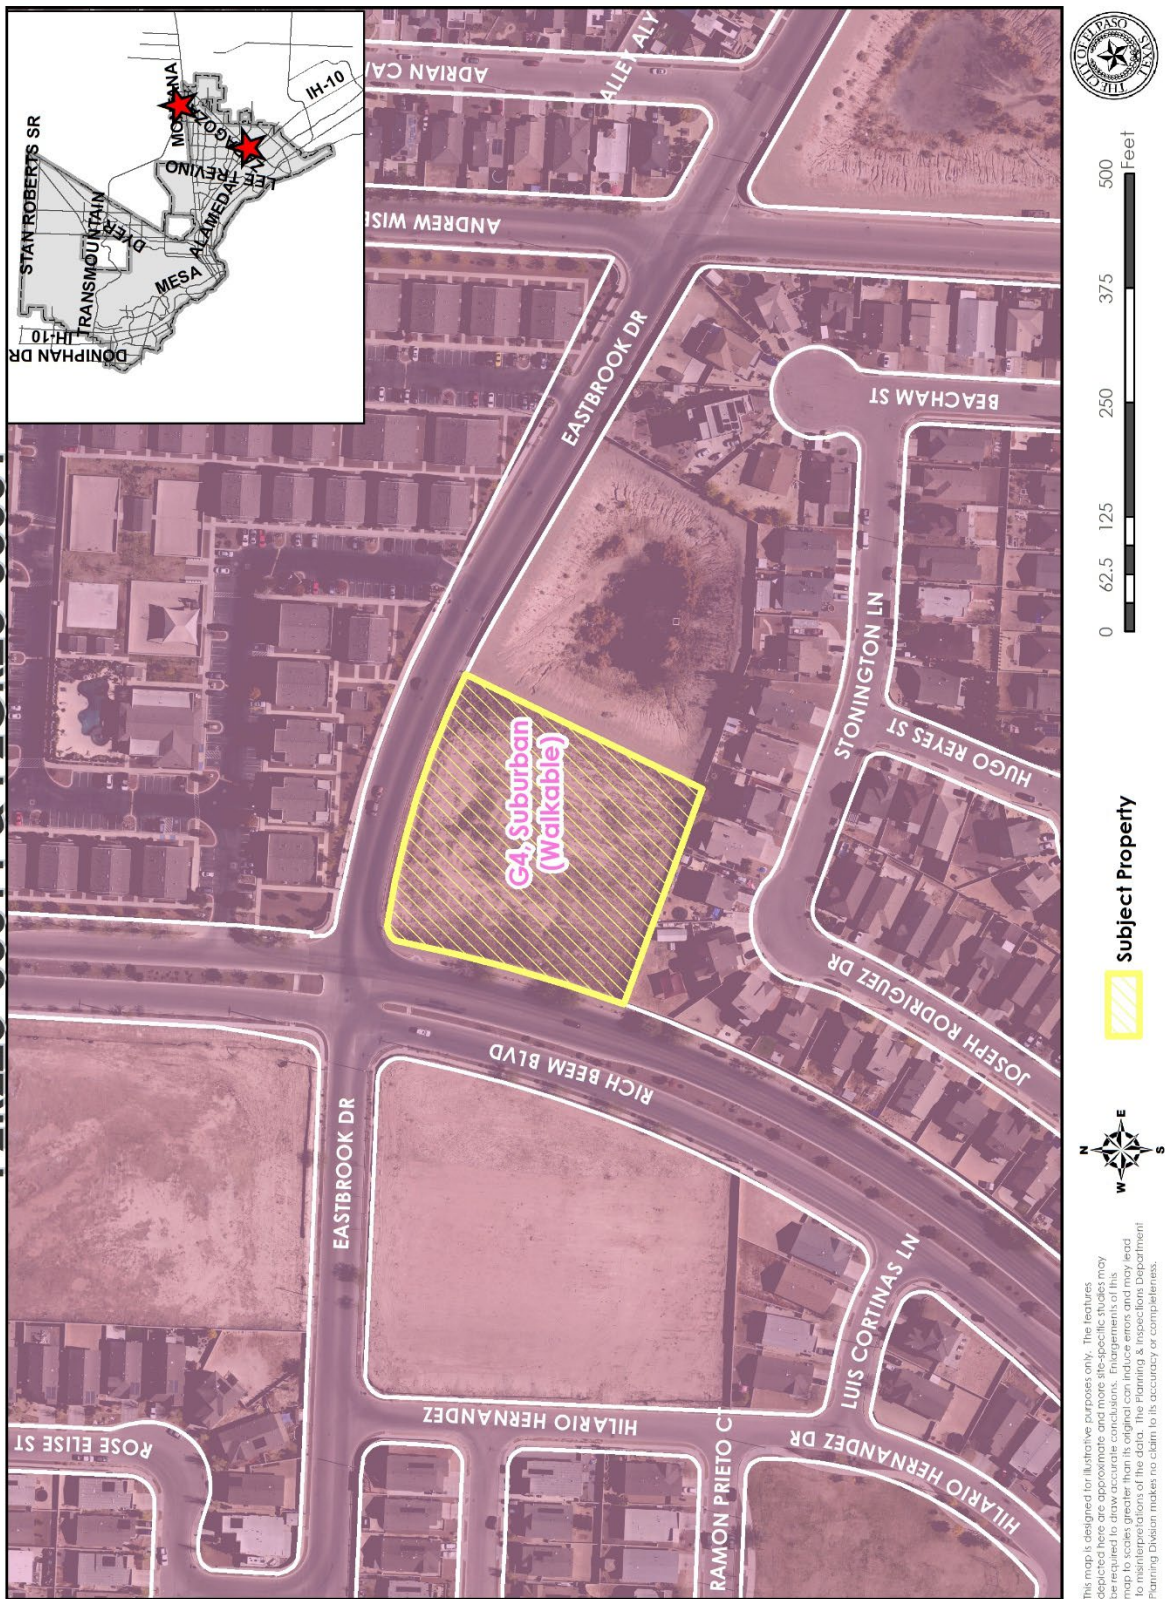 STAN ROBERTS SR
TRANSMOUNTAIN
DYER
DONIPHAN DR
IH-10
MESA
ALAMEDA
LEE TREVINO
IH-10
ADRIAN
ALLEY ALY
ANDREW WISE
EASTBROOK DR
BEACHAM ST
G4, Suburban
(Walkable)
STONINGTON LN
HUGO REYES ST
JOSEPH RODRIGUEZ DR
RICH BEEM BLVD
EASTBROOK DR
ROSE ELISE ST
HILARIO HERNANDEZ
LUIS CORTINAS LN
RAMON PRIETO CT
HILARIO HERNANDEZ DR
THE CITY OF EL PASO
TEXAS
0 62.5 125 250 375 500
Feet
Subject Property
N
W E
S
This map is designed for illustrative purposes only. The features
depicted here are approximate and more site-specific studies may
be required to draw accurate conclusions. Enlargements of this
map to scales greater than its original can induce errors and may lead
to misinterpretations of the data. The Planning & Inspections Department
Planning Division makes no claim to its accuracy or completeness.